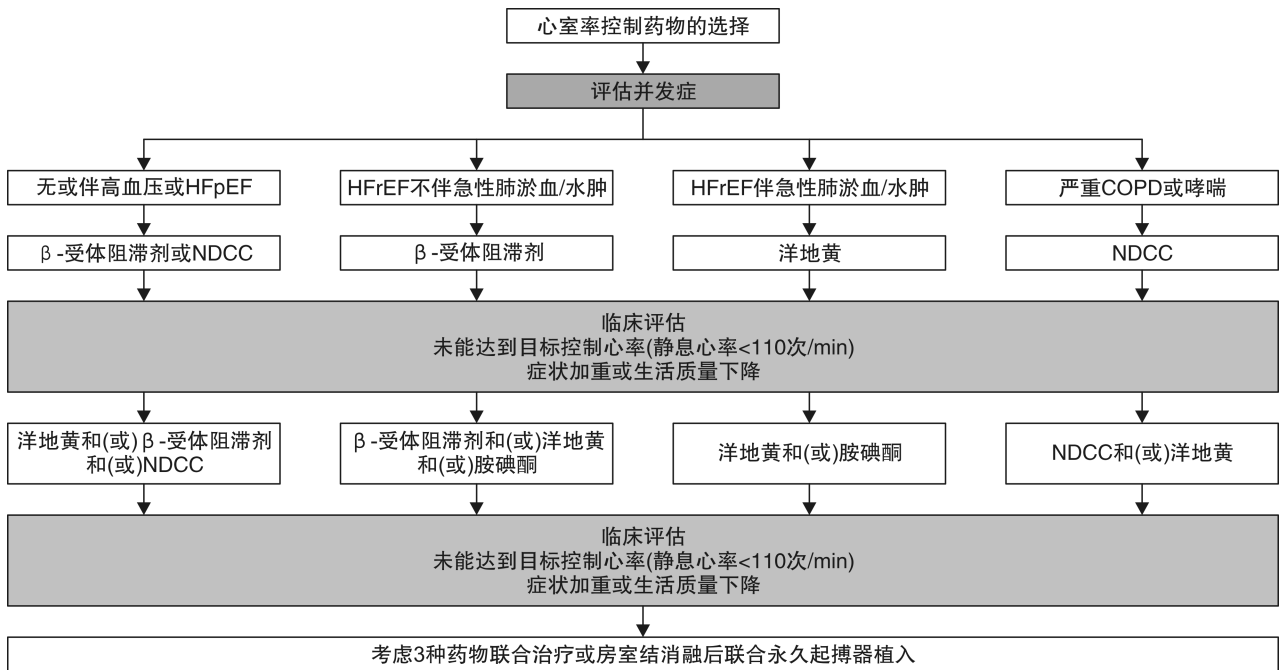 心室率控制药物的选择
评估并发症
无或伴高血压或HFpEF
HFrEF不伴急性肺淤血/水肿
HFrEF伴急性肺淤血/水肿
严重COPD或哮喘
β-受体阻滞剂或NDCC
β-受体阻滞剂
洋地黄
NDCC
临床评估
未能达到目标控制心率(静息心率<110次/min)
症状加重或生活质量下降
洋地黄和(或)β-受体阻滞剂
和(或)NDCC
β-受体阻滞剂和(或)洋地黄
和(或)胺碘酮
洋地黄和(或)胺碘酮
NDCC和(或)洋地黄
临床评估
未能达到目标控制心率(静息心率<110次/min)
症状加重或生活质量下降
考虑3种药物联合治疗或房室结消融后联合永久起搏器植入